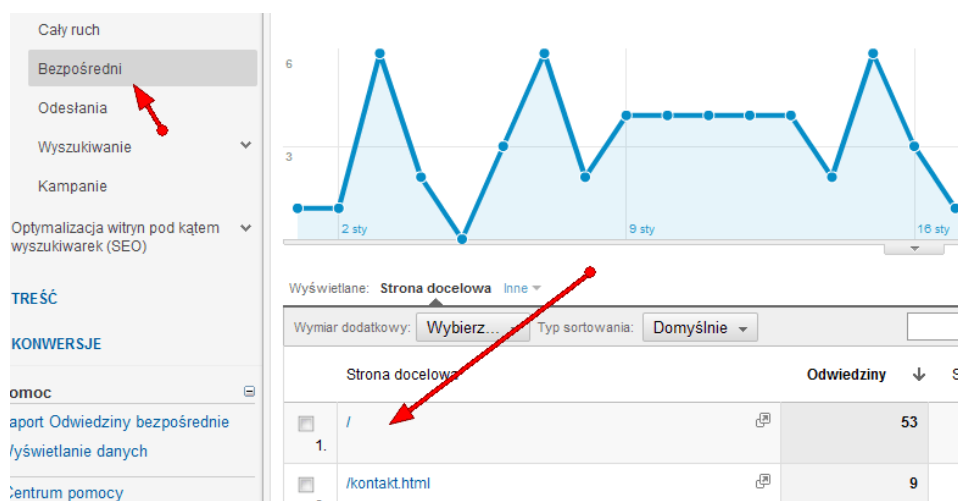 Cały ruch
Bezpośredni
Odesłania
Wyszukiwanie
Kampanie
Optymalizacja witryn pod kątem
wyszukiwarek (SEO)
TREŚĆ
KONWERSJE
omoc
aport Odwiedziny bezpośrednie
yświetlanie danych
entrum pomocy
6
3
2 sty
9 sty
16 sty
Wyświetlane: Strona docelowa Inne
Wymiar dodatkowy: Wybierz... Typ sortowania: Domyślnie
Strona docelowa Odwiedziny S
1. / 53
/kontakt.html 9